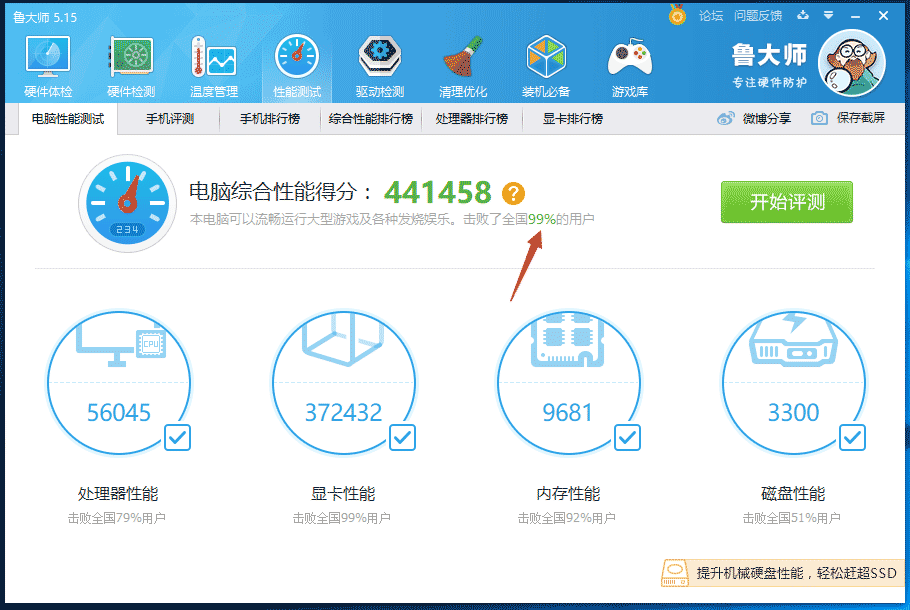 鲁大师 5.15
论坛 问题反馈
硬件体检 硬件检测 温度管理 性能测试 驱动检测 清理优化 装机必备 游戏库
鲁大师
专注硬件防护
电脑性能测试 手机评测 手机排行榜 综合性能排行榜 处理器排行榜 显卡排行榜 微博分享 保存截屏
电脑综合性能得分： 441458 ?
本电脑可以流畅运行大型游戏及各种发烧娱乐。击败了全国99%的用户
开始评测
234
CPU
56045 372432 9681 3300
处理器性能 显卡性能 内存性能 磁盘性能
击败全国79%用户 击败全国99%用户 击败全国92%用户 击败全国51%用户
提升机械硬盘性能，轻松赶超SSD